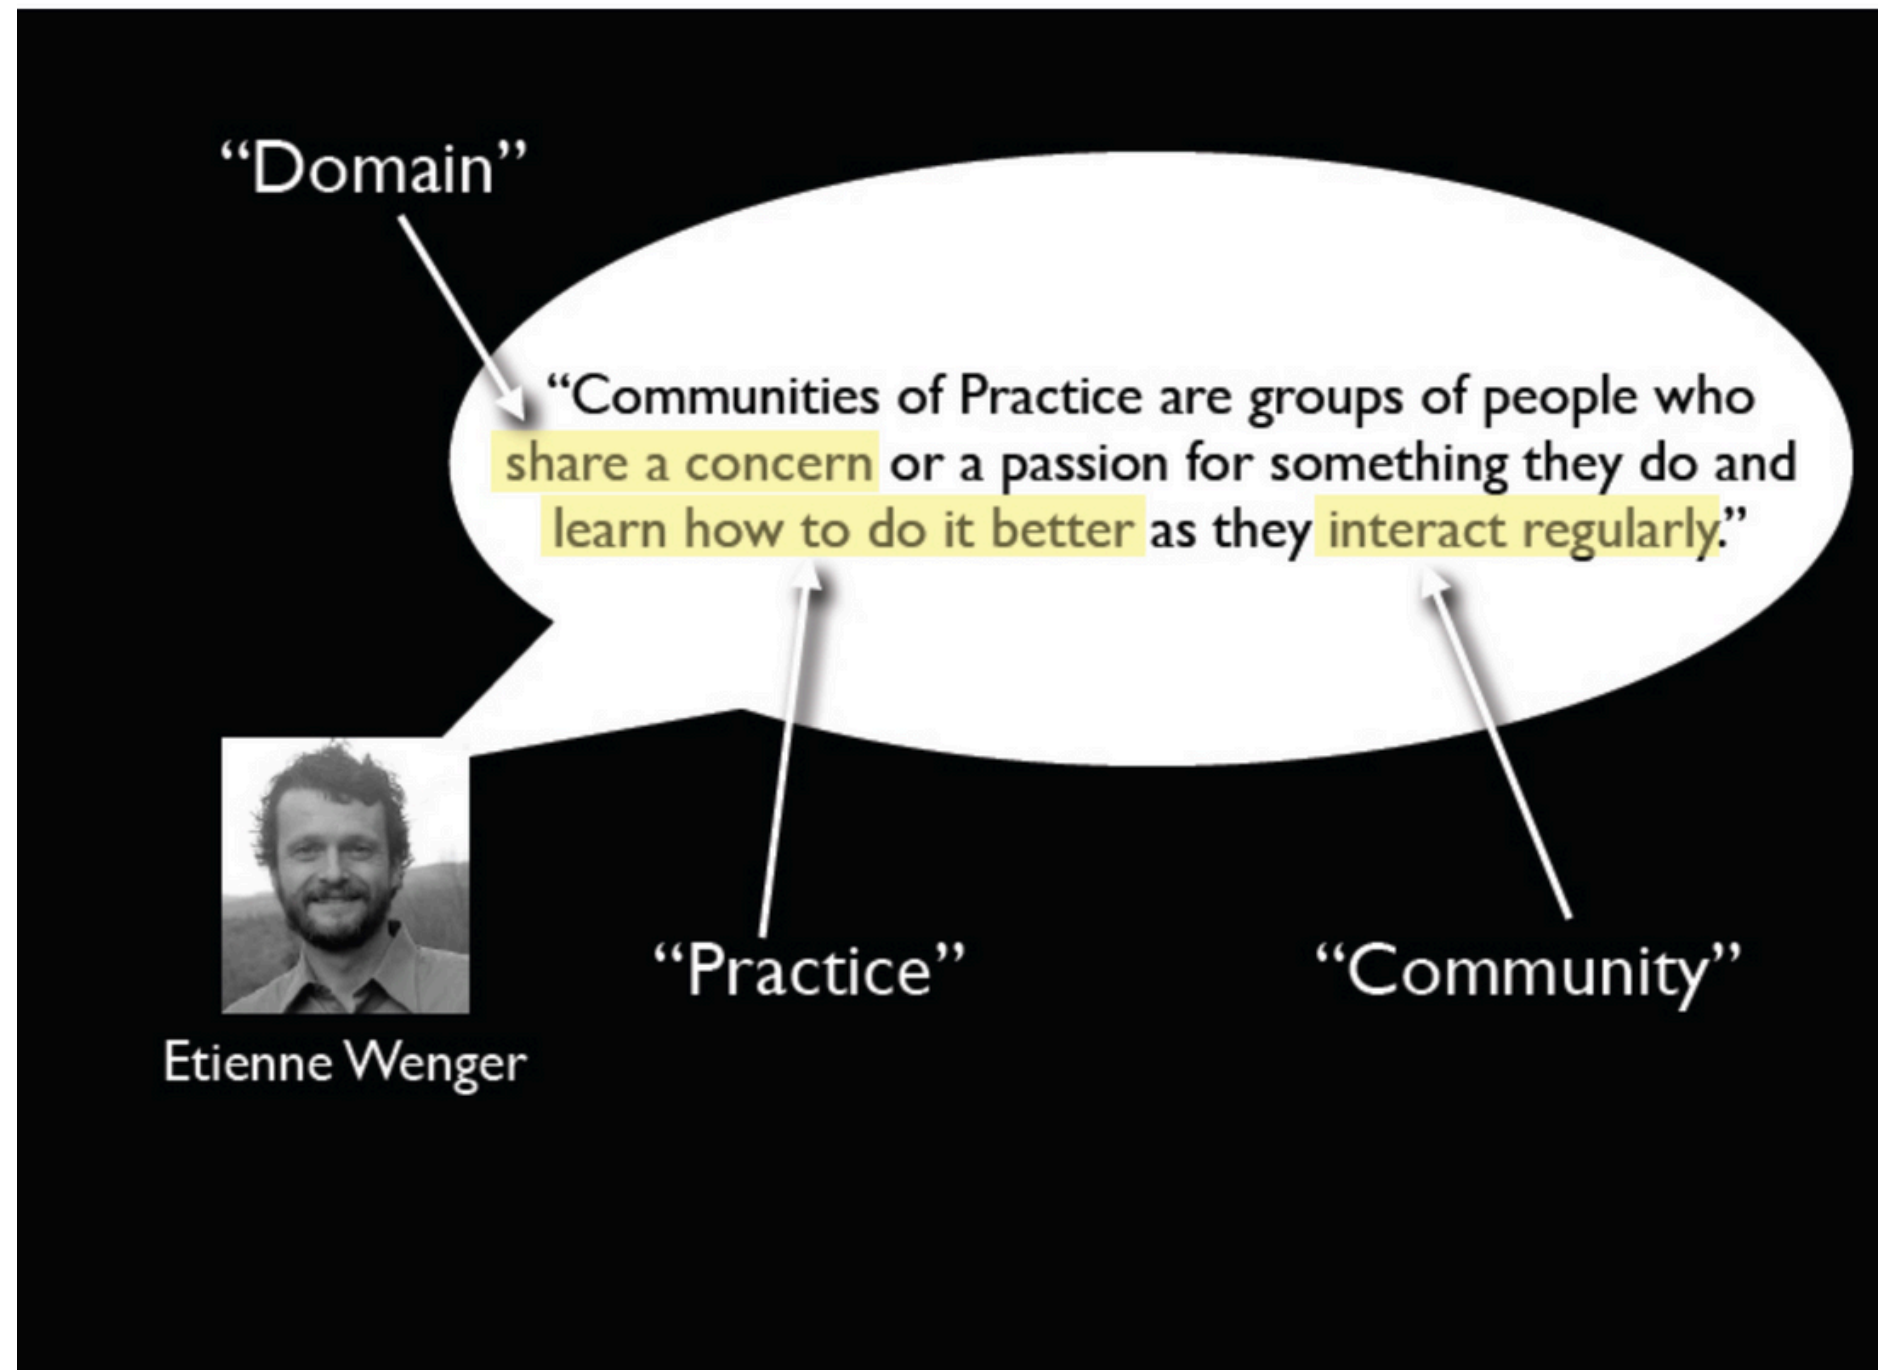 “Domain”
“Communities of Practice are groups of people who
share a concern or a passion for something they do and
learn how to do it better as they interact regularly.”
“Practice”
“Community”
Etienne Wenger